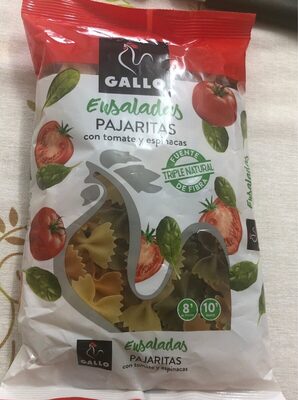 GALLO
Ensaladas
PAJARITAS
con tomate y espinacas
FUENTE
TRIPLE NATURAL
DE FIBRA
8'
10'
GALLO
Ensaladas
PAJARITAS
con tomate y espinacas